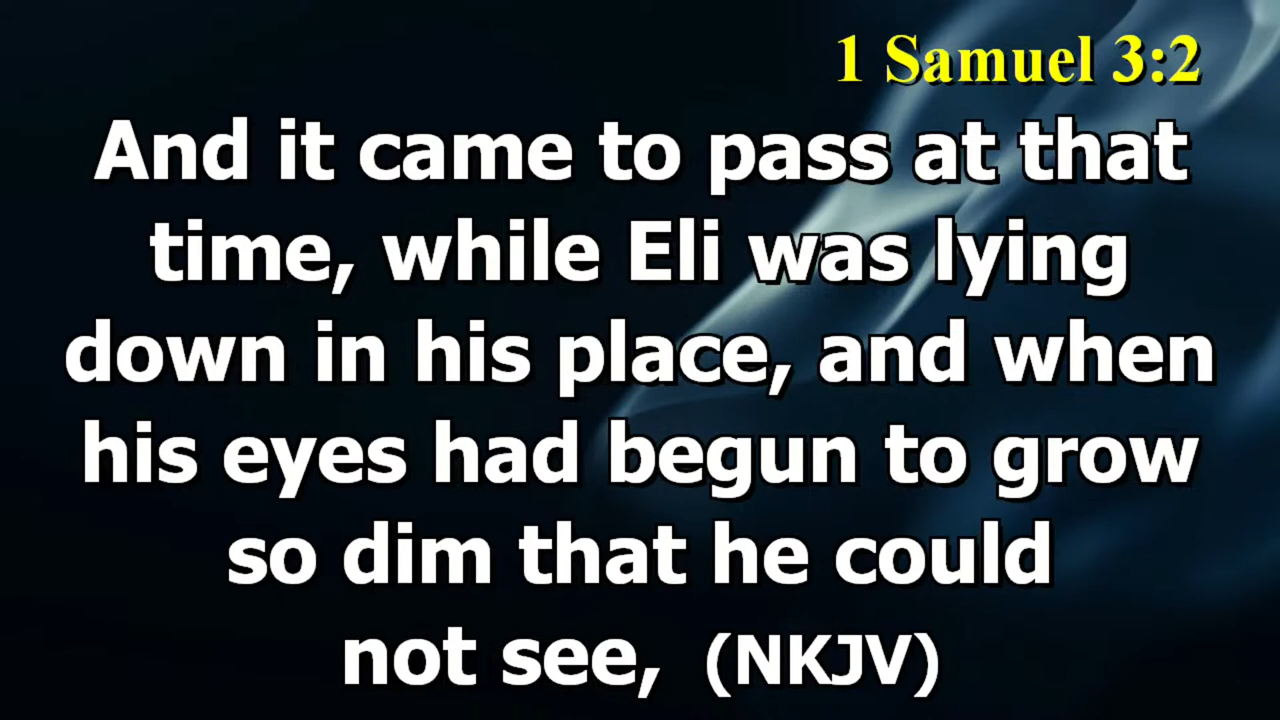 1 Samuel 3:2
And it came to pass at that
time, while Eli was lying
down in his place, and when
his eyes had begun to grow
so dim that he could
not see, (NKJV)